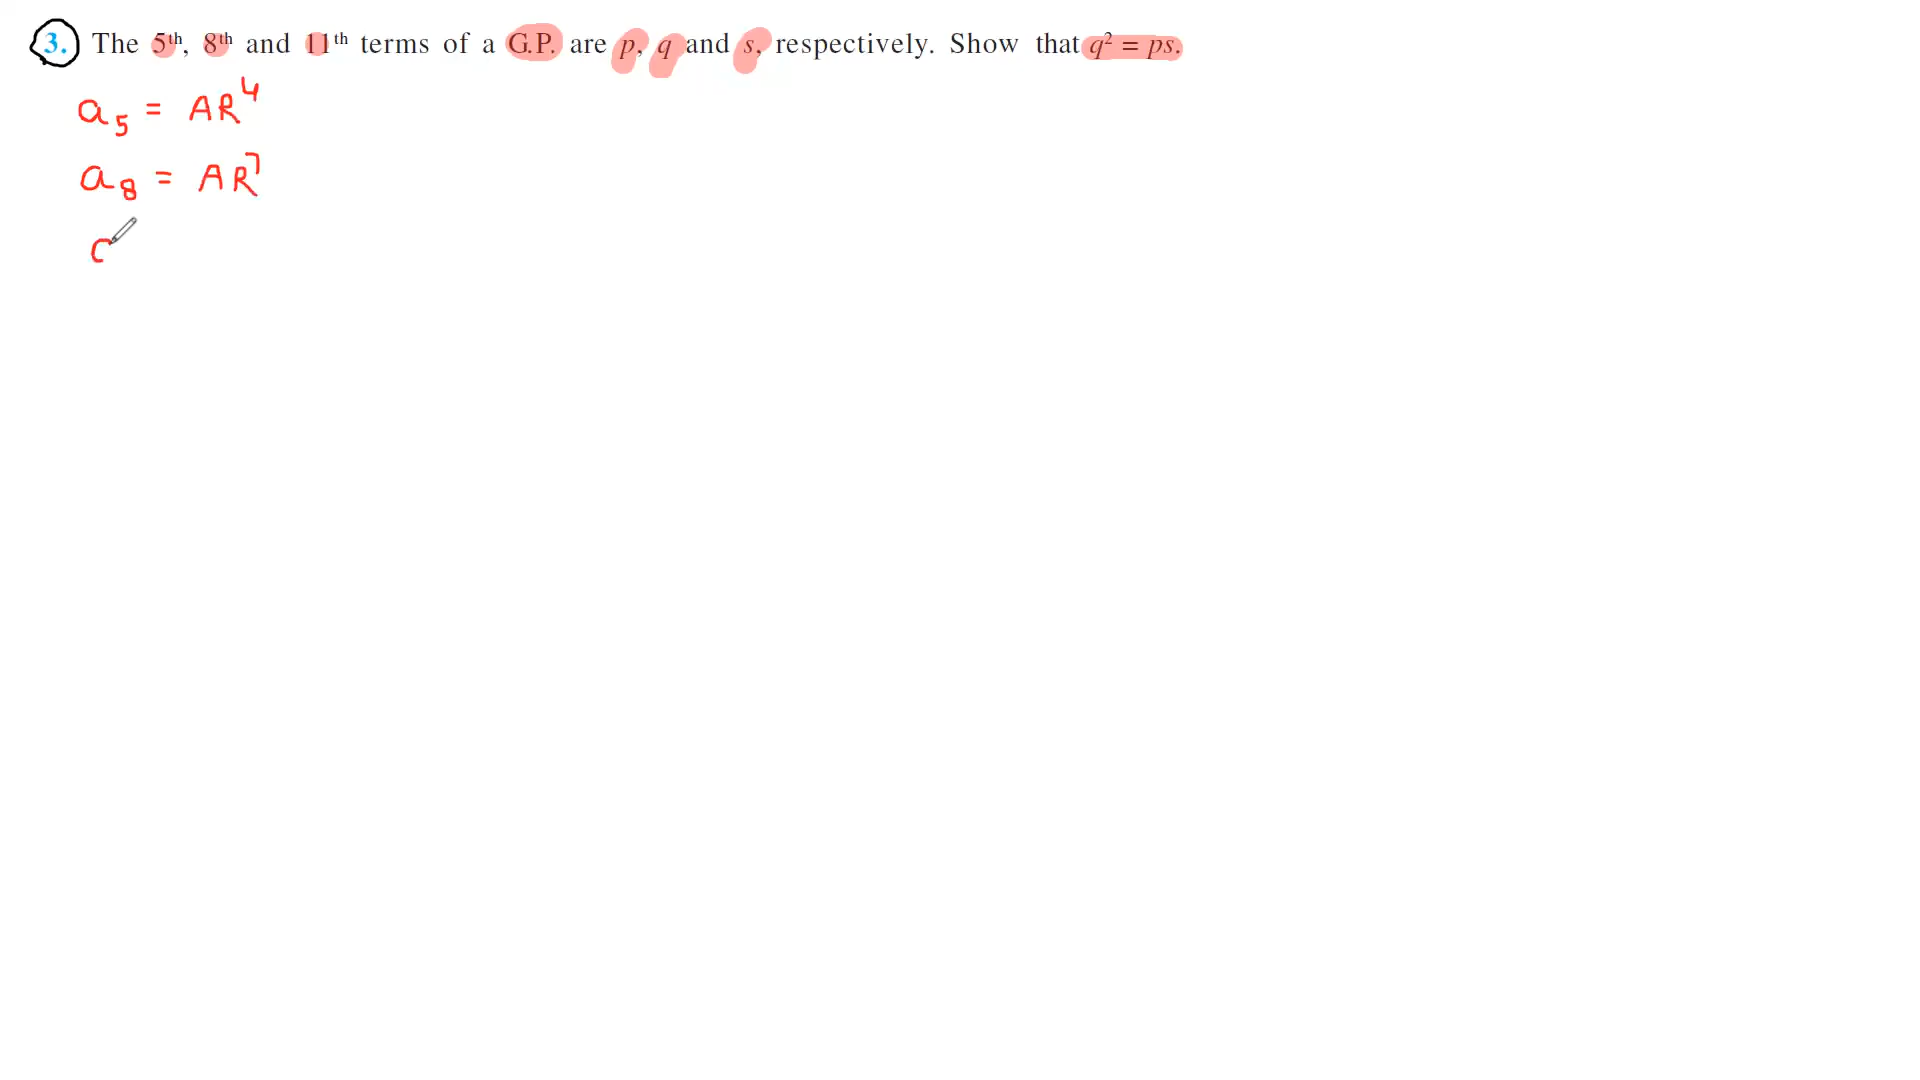 3. The 5th, 8th and 11th terms of a G.P. are p, q and s, respectively. Show that q² = ps.
a₅ = AR⁴
a₈ = AR⁷